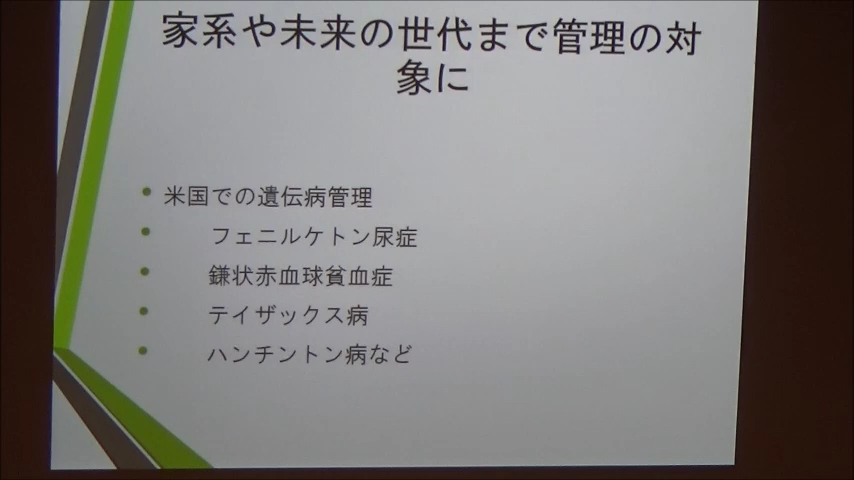 家系や未来の世代まで管理の対
象に
• 米国での遺伝病管理
• フェニルケトン尿症
• 鎌状赤血球貧血症
• テイザックス病
• ハンチントン病など